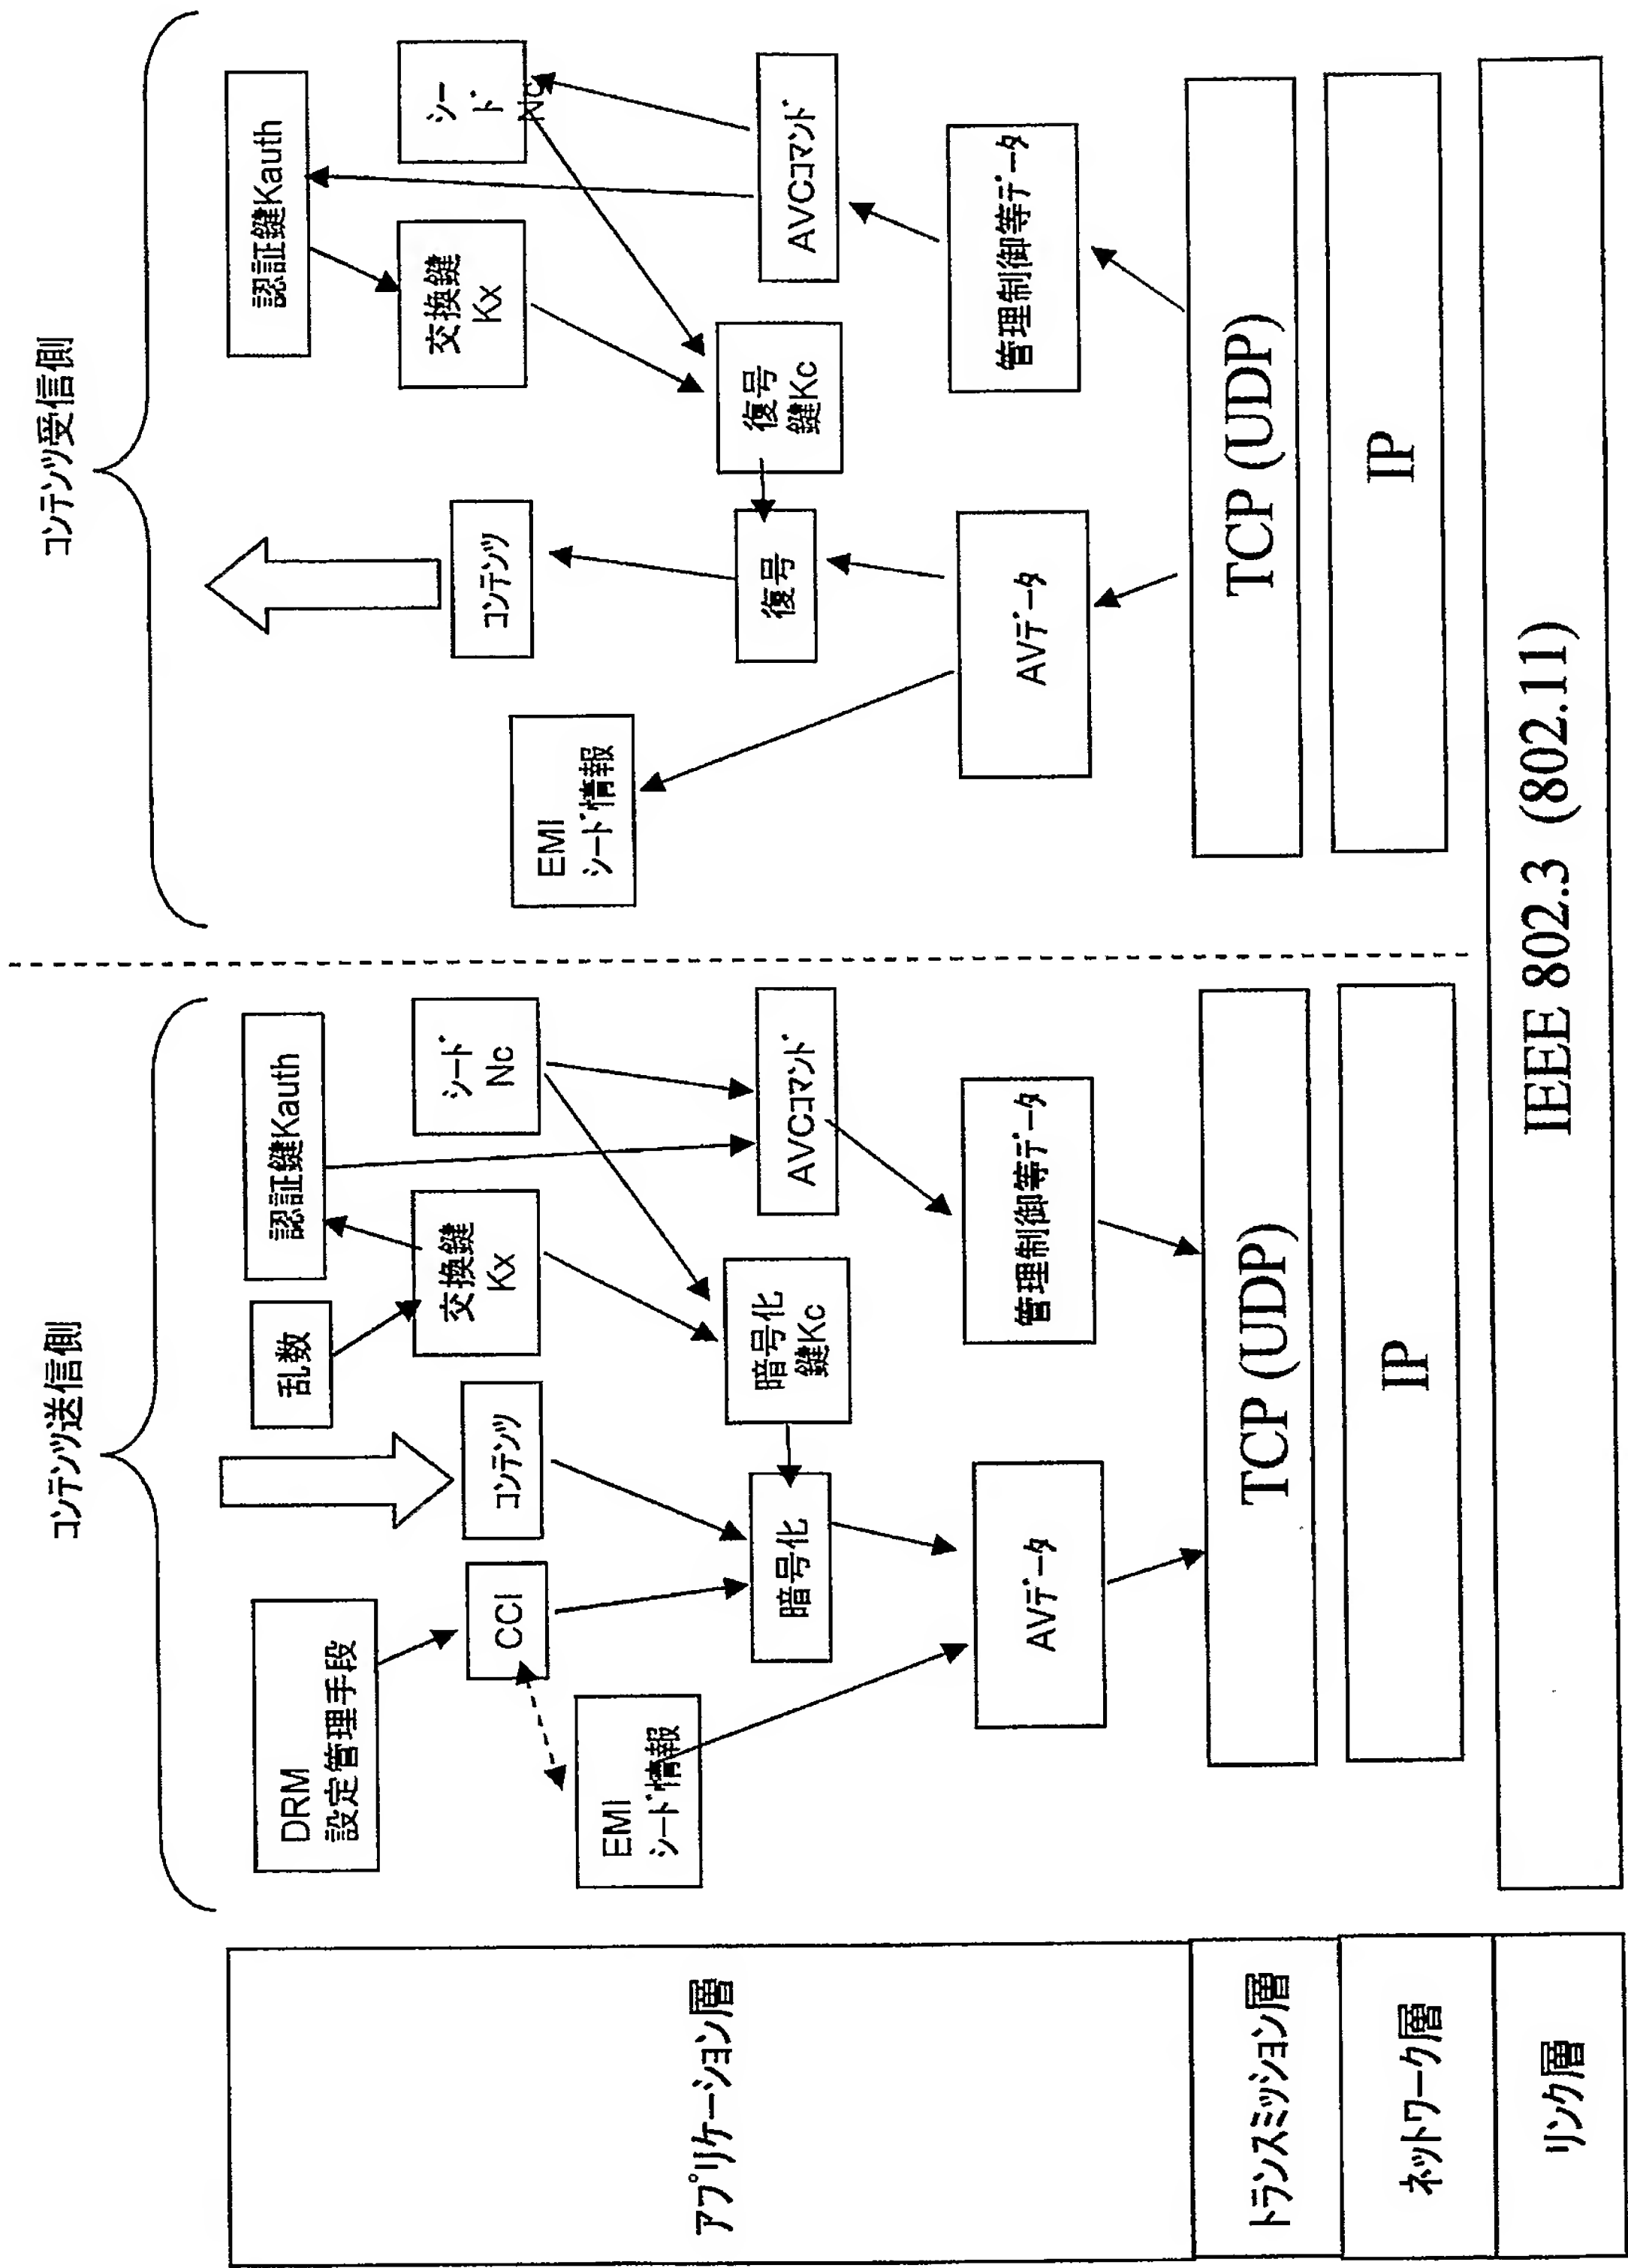 コンテンツ送信側
コンテンツ受信側
アプリケーション層
トランスミッション層
ネットワーク層
リンク層
DRM
設定管理手段
乱数
認証鍵Kauth
CCI
コンテンツ
交換鍵
Kx
シード
Nc
EMI
シード情報
暗号化
暗号化
鍵Kc
AVCコマンド
AVデータ
管理制御等データ
TCP (UDP)
IP
認証鍵Kauth
コンテンツ
交換鍵
Kx
シー
ド
Nc
EMI
シード情報
復号
復号
鍵Kc
AVCコマンド
AVデータ
管理制御等データ
TCP (UDP)
IP
IEEE 802.3 (802.11)